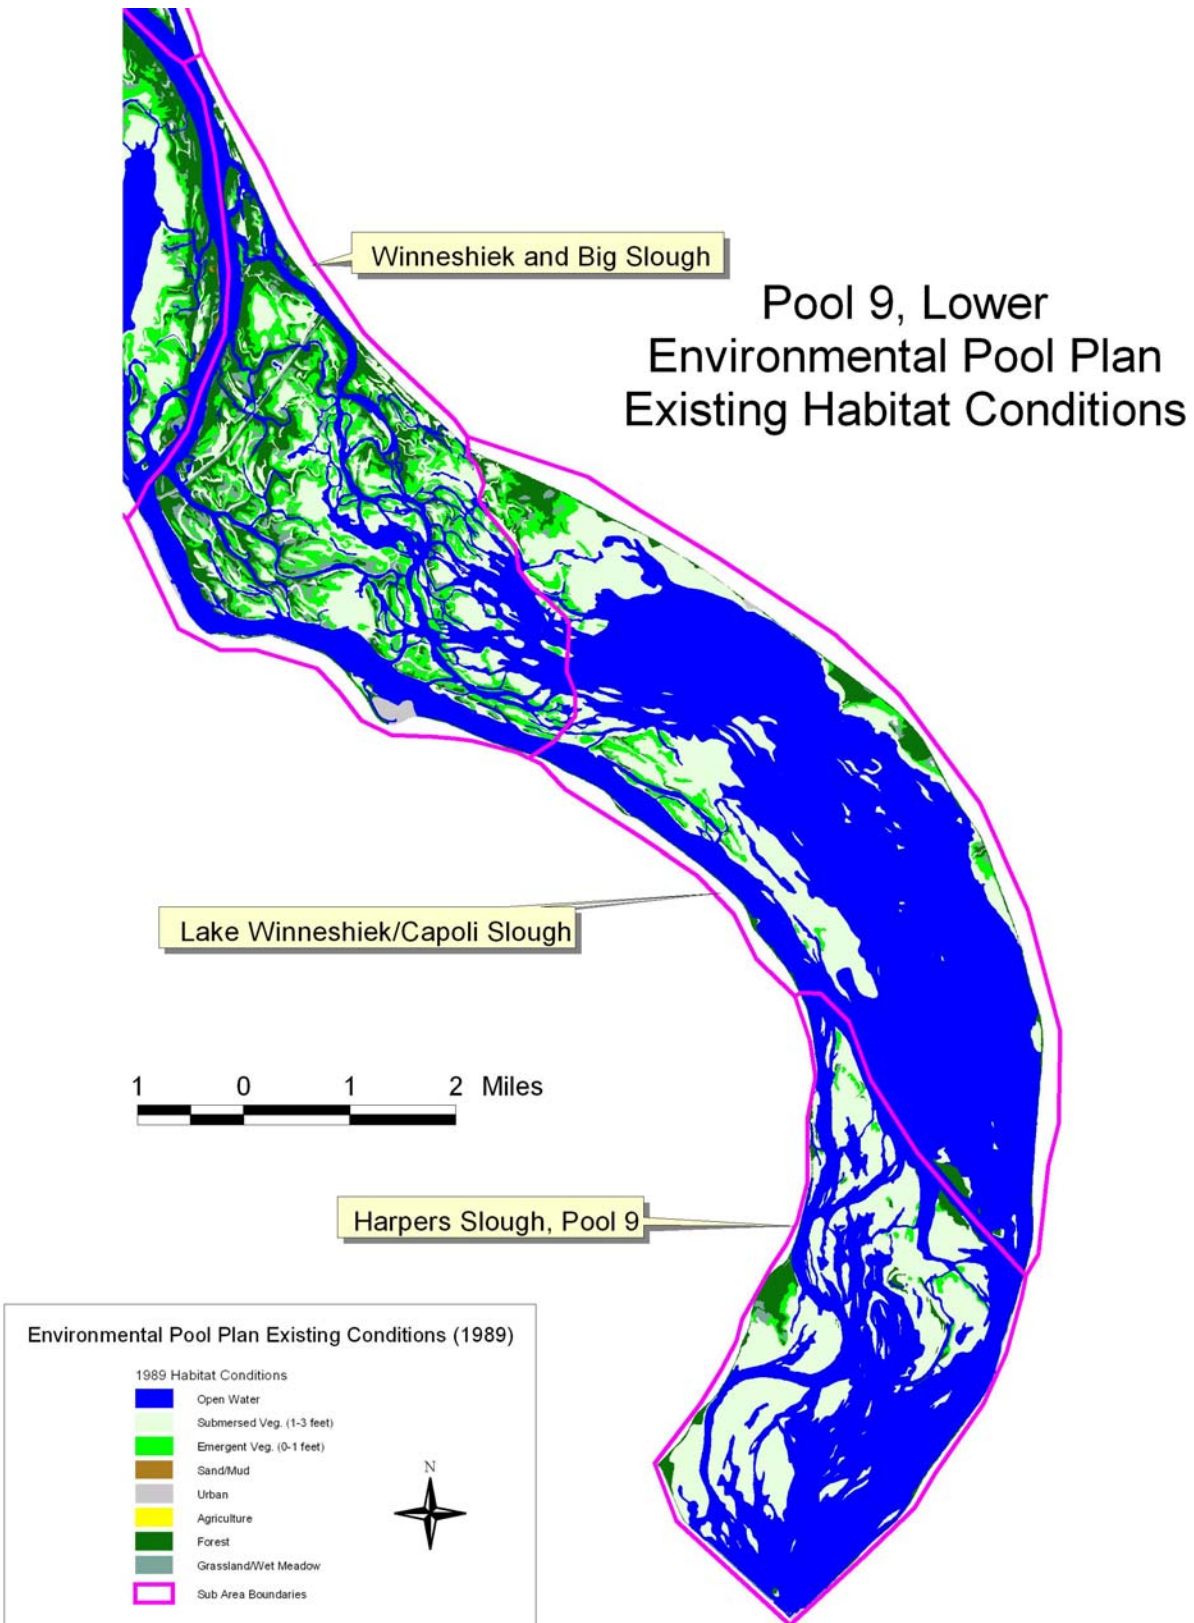 Winneshiek and Big Slough
Pool 9, Lower
Environmental Pool Plan
Existing Habitat Conditions
Lake Winneshiek/Capoli Slough
1 0 1 2 Miles
Harpers Slough, Pool 9
Environmental Pool Plan Existing Conditions (1989)
1989 Habitat Conditions
Open Water
Submersed Veg. (1-3 feet)
Emergent Veg. (0-1 feet)
Sand/Mud
Urban
Agriculture
Forest
Grassland/Wet Meadow
Sub Area Boundaries
N